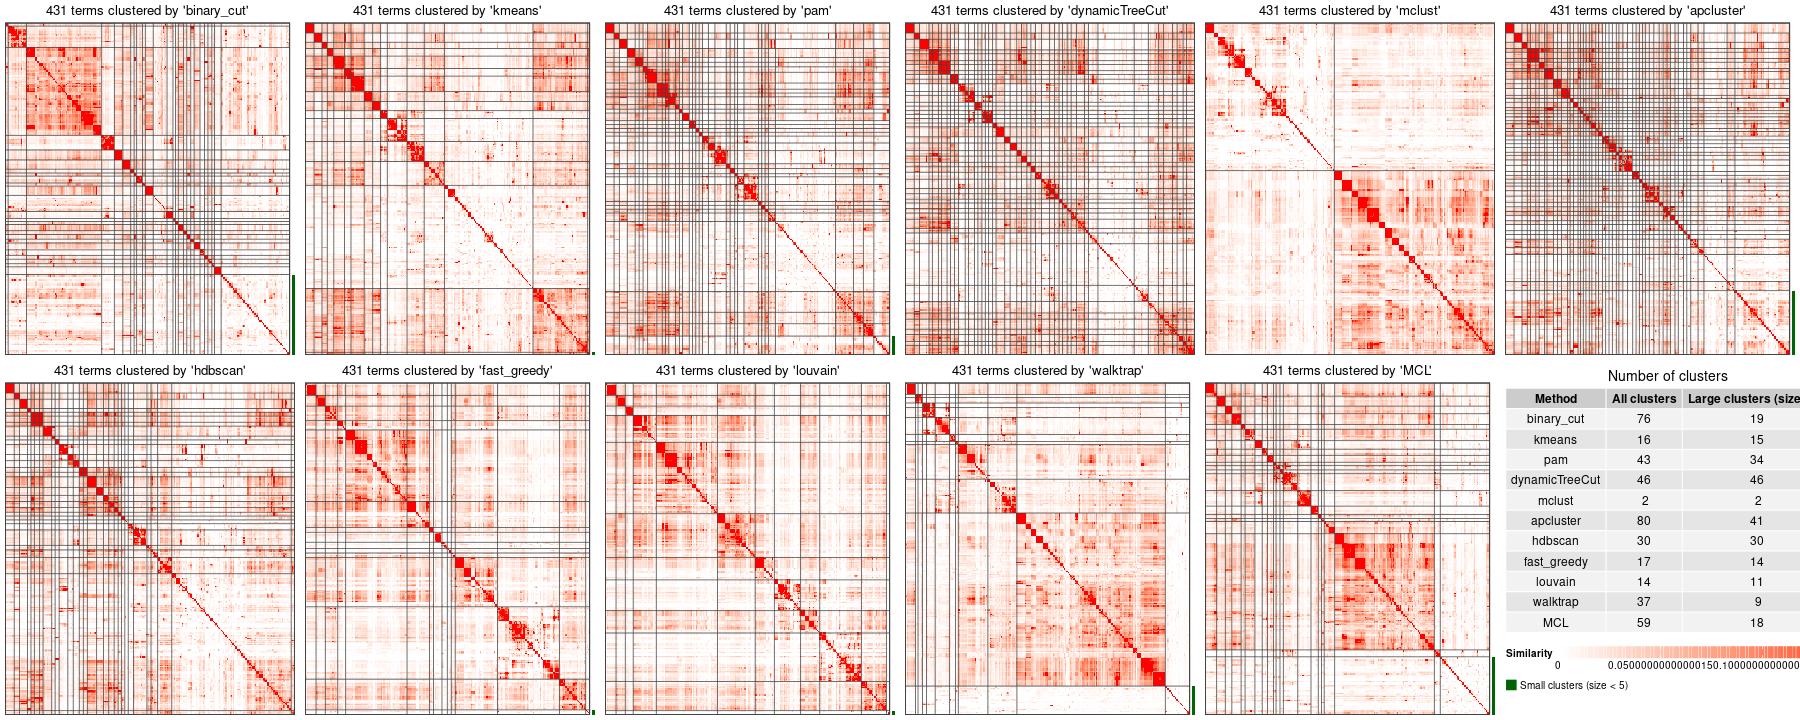 431 terms clustered by 'binary_cut'
431 terms clustered by 'kmeans'
431 terms clustered by 'pam'
431 terms clustered by 'dynamicTreeCut'
431 terms clustered by 'mclust'
431 terms clustered by 'apcluster'
431 terms clustered by 'hdbscan'
431 terms clustered by 'fast_greedy'
431 terms clustered by 'louvain'
431 terms clustered by 'walktrap'
431 terms clustered by 'MCL'
Number of clusters
Method All clusters Large clusters (size
binary_cut 76 19
kmeans 16 15
pam 43 34
dynamicTreeCut 46 46
mclust 2 2
apcluster 80 41
hdbscan 30 30
fast_greedy 17 14
louvain 14 11
walktrap 37 9
MCL 59 18
Similarity
0
Small clusters (size < 5)